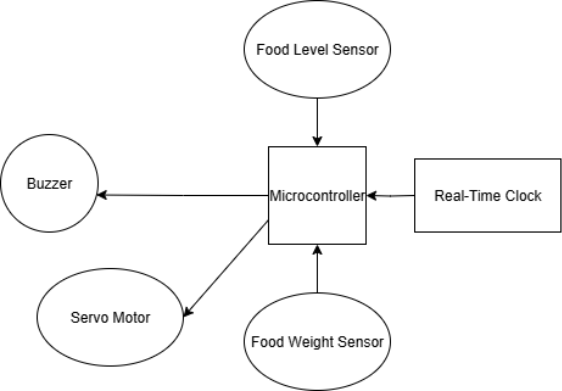 Food Level Sensor
Buzzer
Microcontroller
Real-Time Clock
Servo Motor
Food Weight Sensor